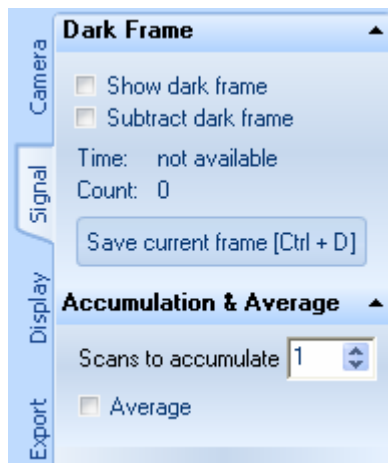 Camera
Signal
Display
Export
Dark Frame
Show dark frame
Subtract dark frame
Time: not available
Count: 0
Save current frame [Ctrl + D]
Accumulation & Average
Scans to accumulate 1
Average